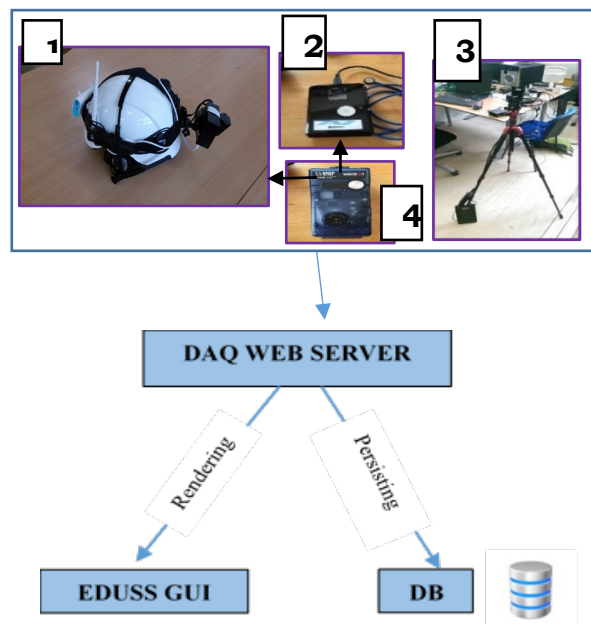 1
2
3
4
DAQ WEB SERVER
Rendering
Persisting
EDUSS GUI
DB